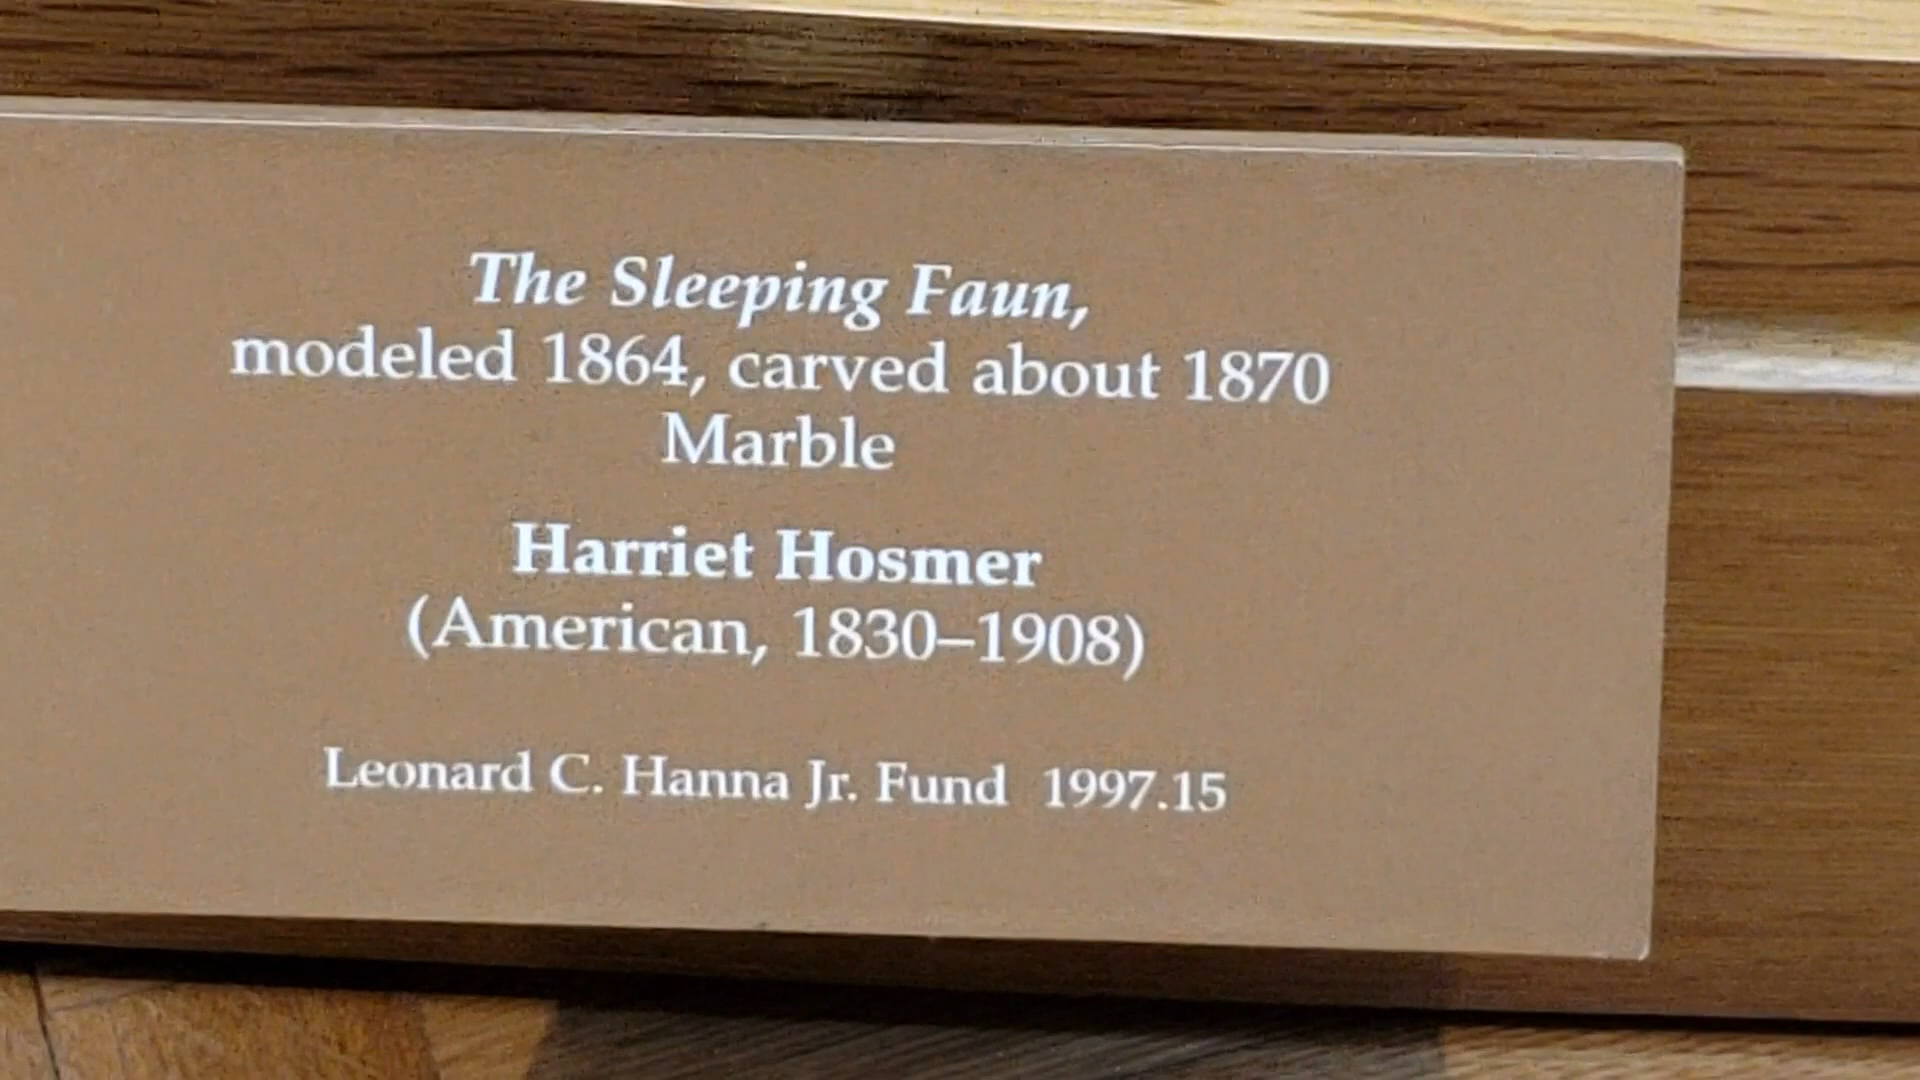 The Sleeping Faun,
modeled 1864, carved about 1870
Marble
Harriet Hosmer
(American, 1830–1908)
Leonard C. Hanna Jr. Fund 1997.15